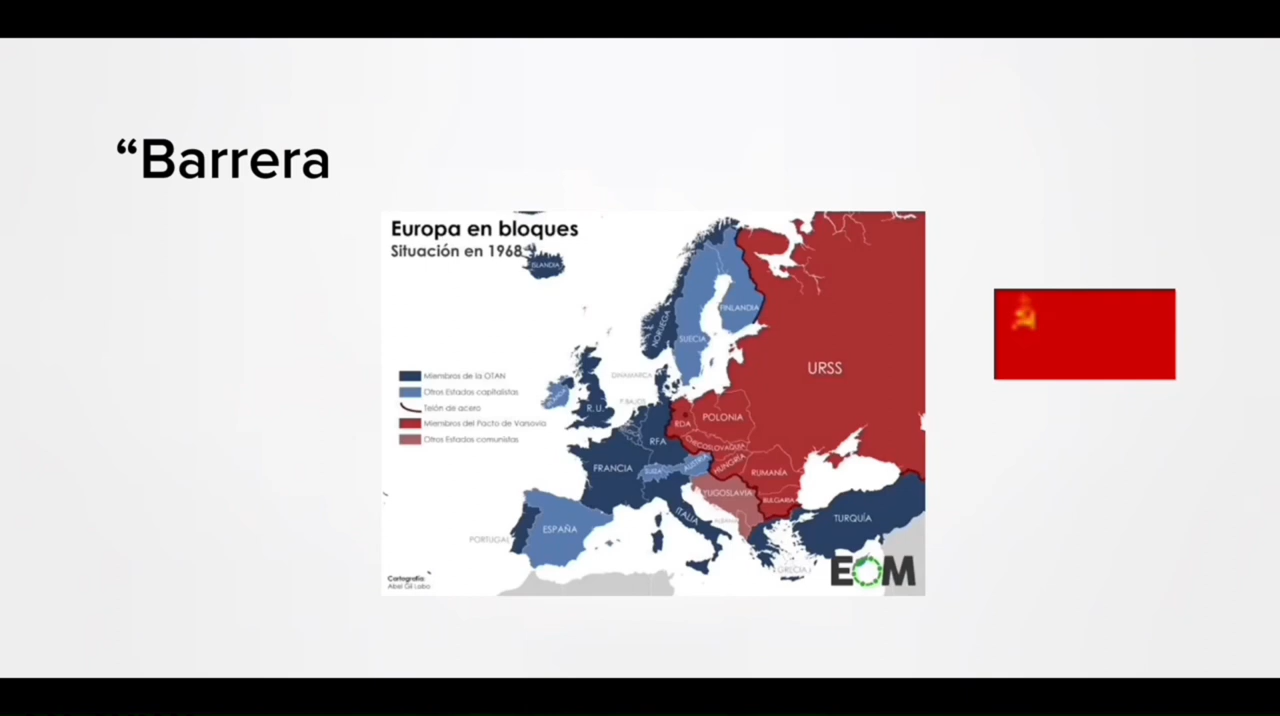 “Barrera
Europa en bloques
Situación en 1968
ISLANDIA
NORUEGA
SUECIA
FINLANDIA
URSS
DINAMARCA
Miembros de la OTAN
Otros Estados capitalistas
Telón de acero
Miembros del Pacto de Varsovia
Otros Estados comunistas
P. BAJOS
R.U.
RDA
POLONIA
RFA
CHECOSLOVAQUIA
FRANCIA
SUIZA
AUSTRIA
HUNGRÍA
RUMANÍA
YUGOSLAVIA
BULGARIA
ITALIA
ALBANIA
PORTUGAL
ESPAÑA
TURQUÍA
GRECIA
EOM
Cartografía:
Abel Gil Lobo